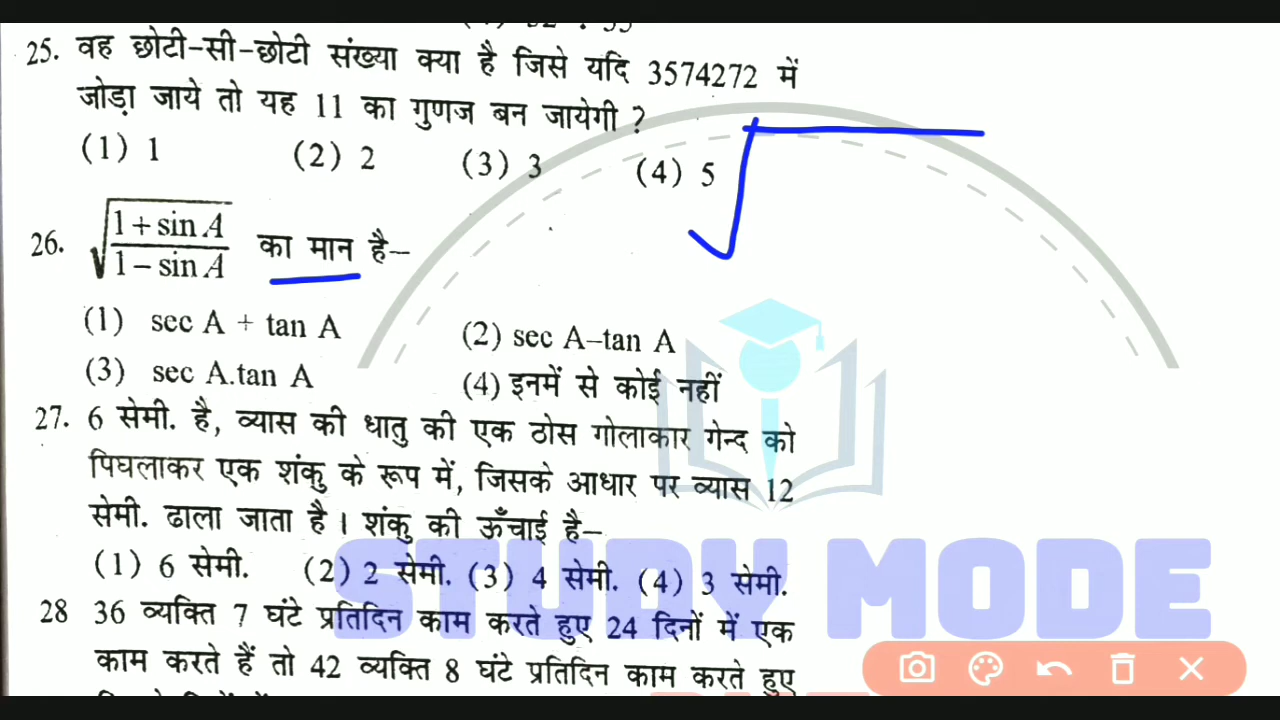 25. वह छोटी-सी-छोटी संख्या क्या है जिसे यदि 3574272 में
जोड़ा जाये तो यह 11 का गुणज बन जायेगी ?
(1) 1 (2) 2 (3) 3 (4) 5
26. √(1 + sin A / 1 – sin A) का मान है–
(1) sec A + tan A (2) sec A–tan A
(3) sec A.tan A (4) इनमें से कोई नहीं
27. 6 सेमी. है, व्यास की धातु की एक ठोस गोलाकार गेन्द को
पिघलाकर एक शंकु के रूप में, जिसके आधार पर व्यास 12
सेमी. ढाला जाता है। शंकु की ऊँचाई है–
(1) 6 सेमी. (2) 2 सेमी. (3) 4 सेमी. (4) 3 सेमी.
STUDY MODE
28 36 व्यक्ति 7 घंटे प्रतिदिन काम करते हुए 24 दिनों में एक
काम करते हैं तो 42 व्यक्ति 8 घंटे प्रतिदिन काम करते हुए